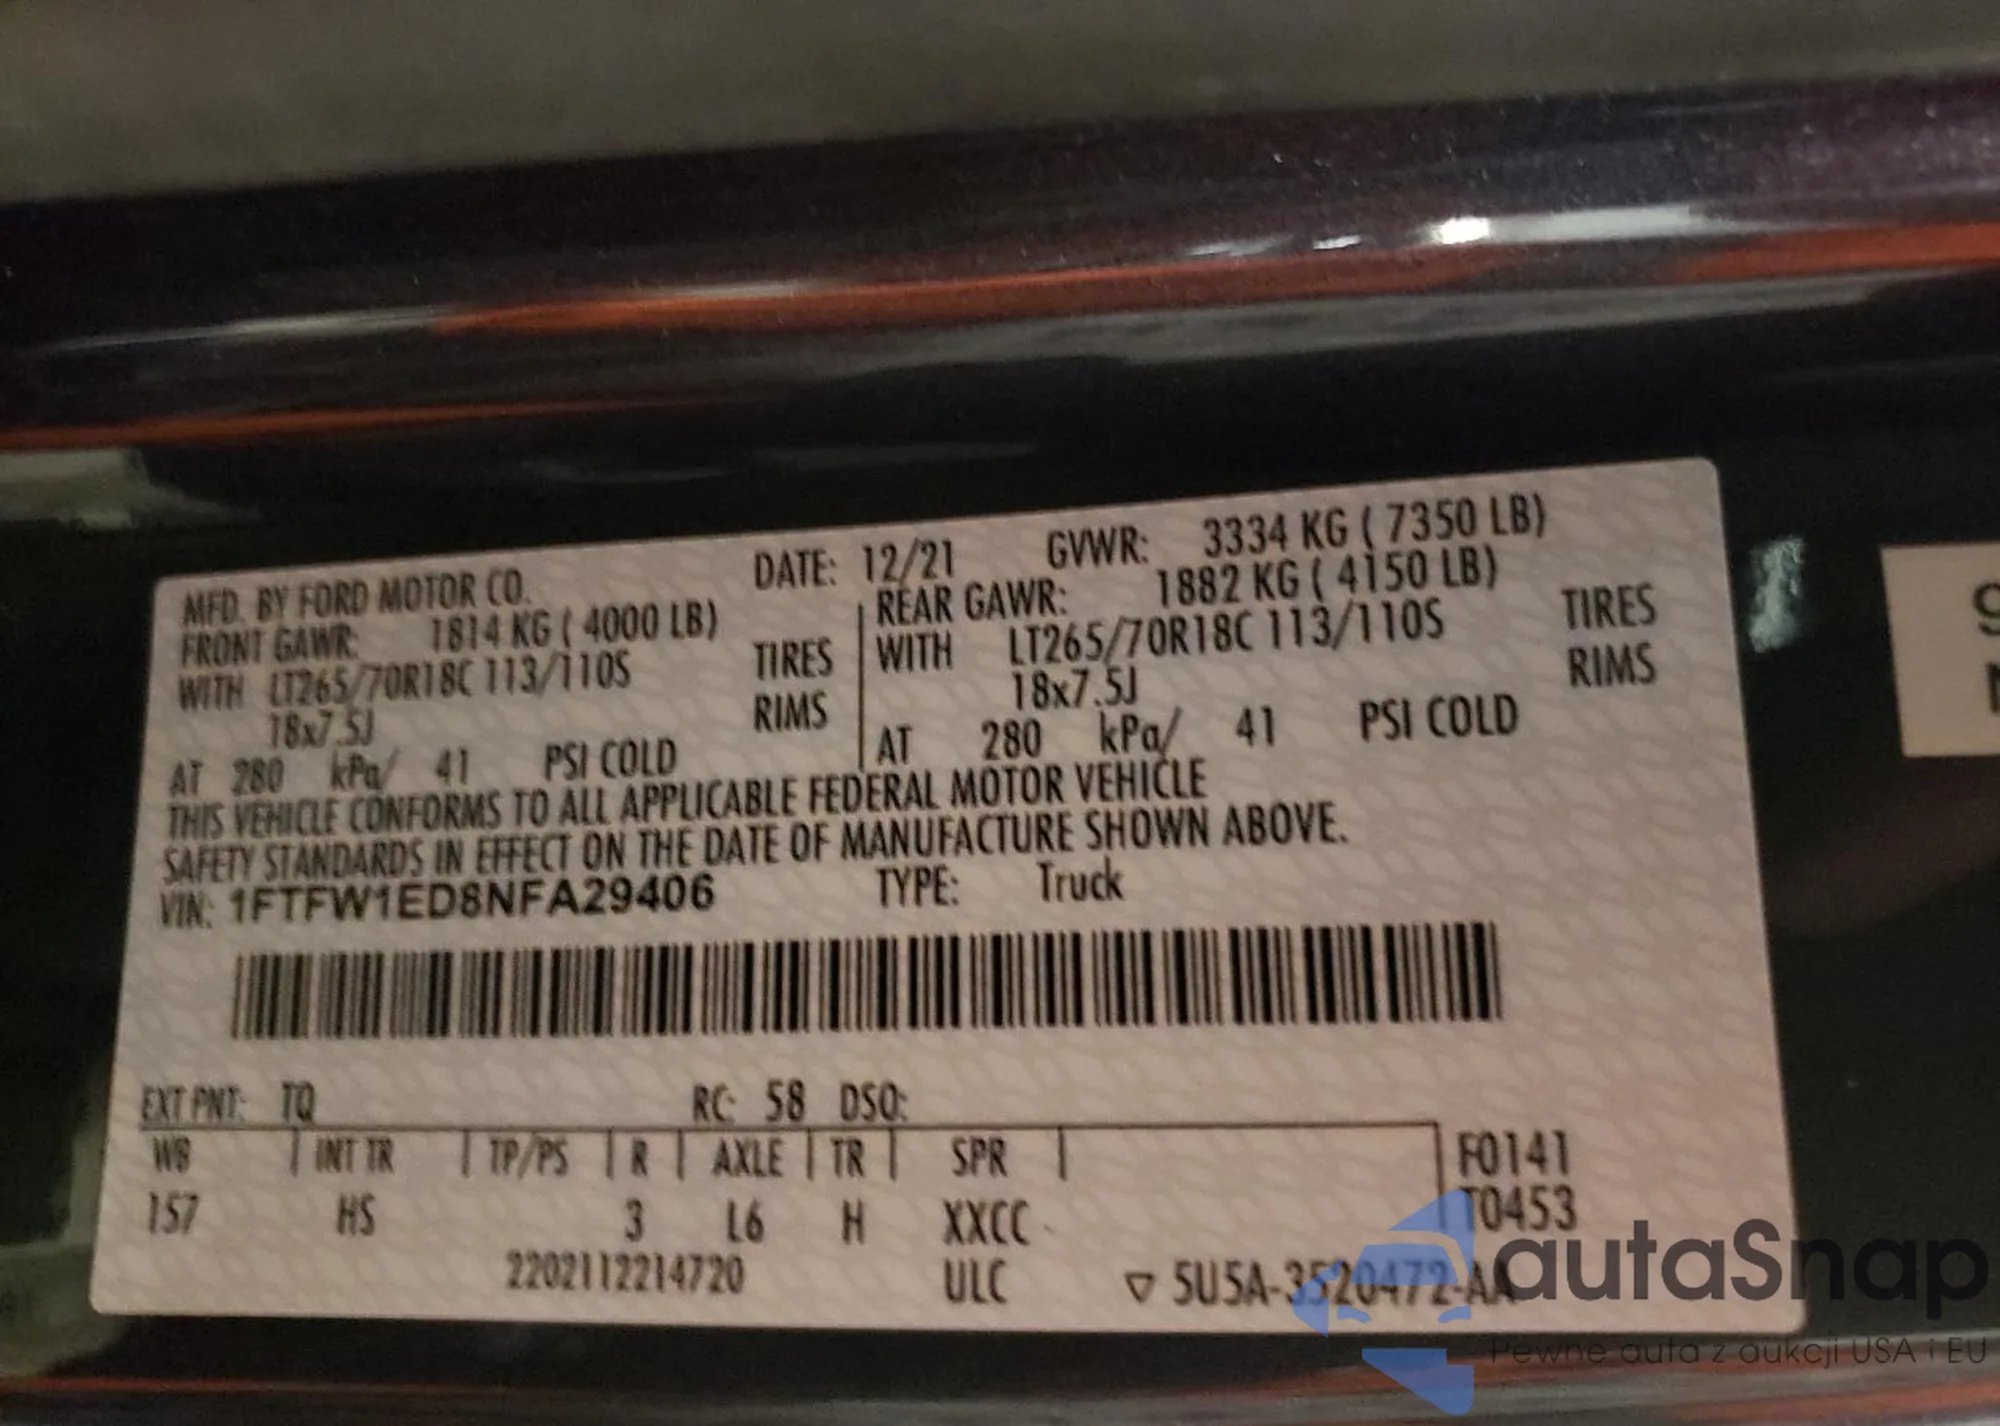 MFD. BY FORD MOTOR CO. DATE: 12/21 GVWR: 3334 KG ( 7350 LB)
FRONT GAWR: 1814 KG ( 4000 LB) REAR GAWR: 1882 KG ( 4150 LB)
WITH LT265/70R18C 113/110S TIRES WITH LT265/70R18C 113/110S TIRES
18x7.5J RIMS 18x7.5J RIMS
AT 280 kPa/ 41 PSI COLD AT 280 kPa/ 41 PSI COLD
THIS VEHICLE CONFORMS TO ALL APPLICABLE FEDERAL MOTOR VEHICLE
SAFETY STANDARDS IN EFFECT ON THE DATE OF MANUFACTURE SHOWN ABOVE.
VIN: 1FTFW1ED8NFA29406 TYPE: Truck
EXT PNT: TQ RC: 58 DSO:
WB INT TR TP/PS R AXLE TR SPR F0141
157 HS 3 L6 H XXCC T0453
2202112214720 ULC ▽ 5U5A-3520472-AA
autaSnap
Pewne auta z aukcji USA i EU